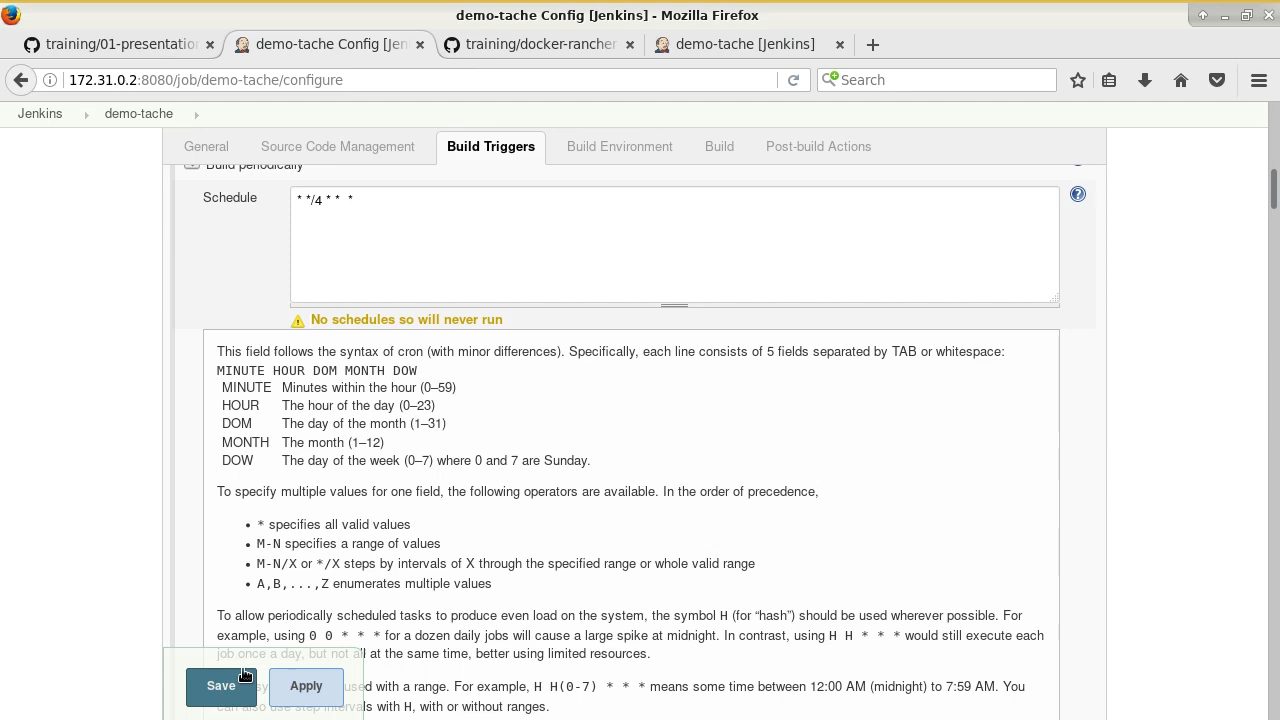 demo-tache Config [Jenkins] - Mozilla Firefox
training/01-presentation
demo-tache Config [Jen
training/docker-rancher
demo-tache [Jenkins]
172.31.0.2:8080/job/demo-tache/configure
Search
Jenkins
demo-tache
General
Source Code Management
Build Triggers
Build Environment
Build
Post-build Actions
Build periodically
Schedule
* */4 * * *
No schedules so will never run
This field follows the syntax of cron (with minor differences). Specifically, each line consists of 5 fields separated by TAB or whitespace:
MINUTE HOUR DOM MONTH DOW
MINUTE Minutes within the hour (0–59)
HOUR The hour of the day (0–23)
DOM The day of the month (1–31)
MONTH The month (1–12)
DOW The day of the week (0–7) where 0 and 7 are Sunday.
To specify multiple values for one field, the following operators are available. In the order of precedence,
• * specifies all valid values
• M-N specifies a range of values
• M-N/X or */X steps by intervals of X through the specified range or whole valid range
• A,B,...,Z enumerates multiple values
To allow periodically scheduled tasks to produce even load on the system, the symbol H (for “hash”) should be used wherever possible. For
example, using 0 0 * * * for a dozen daily jobs will cause a large spike at midnight. In contrast, using H H * * * would still execute each
job once a day, but not all at the same time, better using limited resources.
Save
Apply
used with a range. For example, H H(0-7) * * * means some time between 12:00 AM (midnight) to 7:59 AM. You
can also use step intervals with H, with or without ranges.